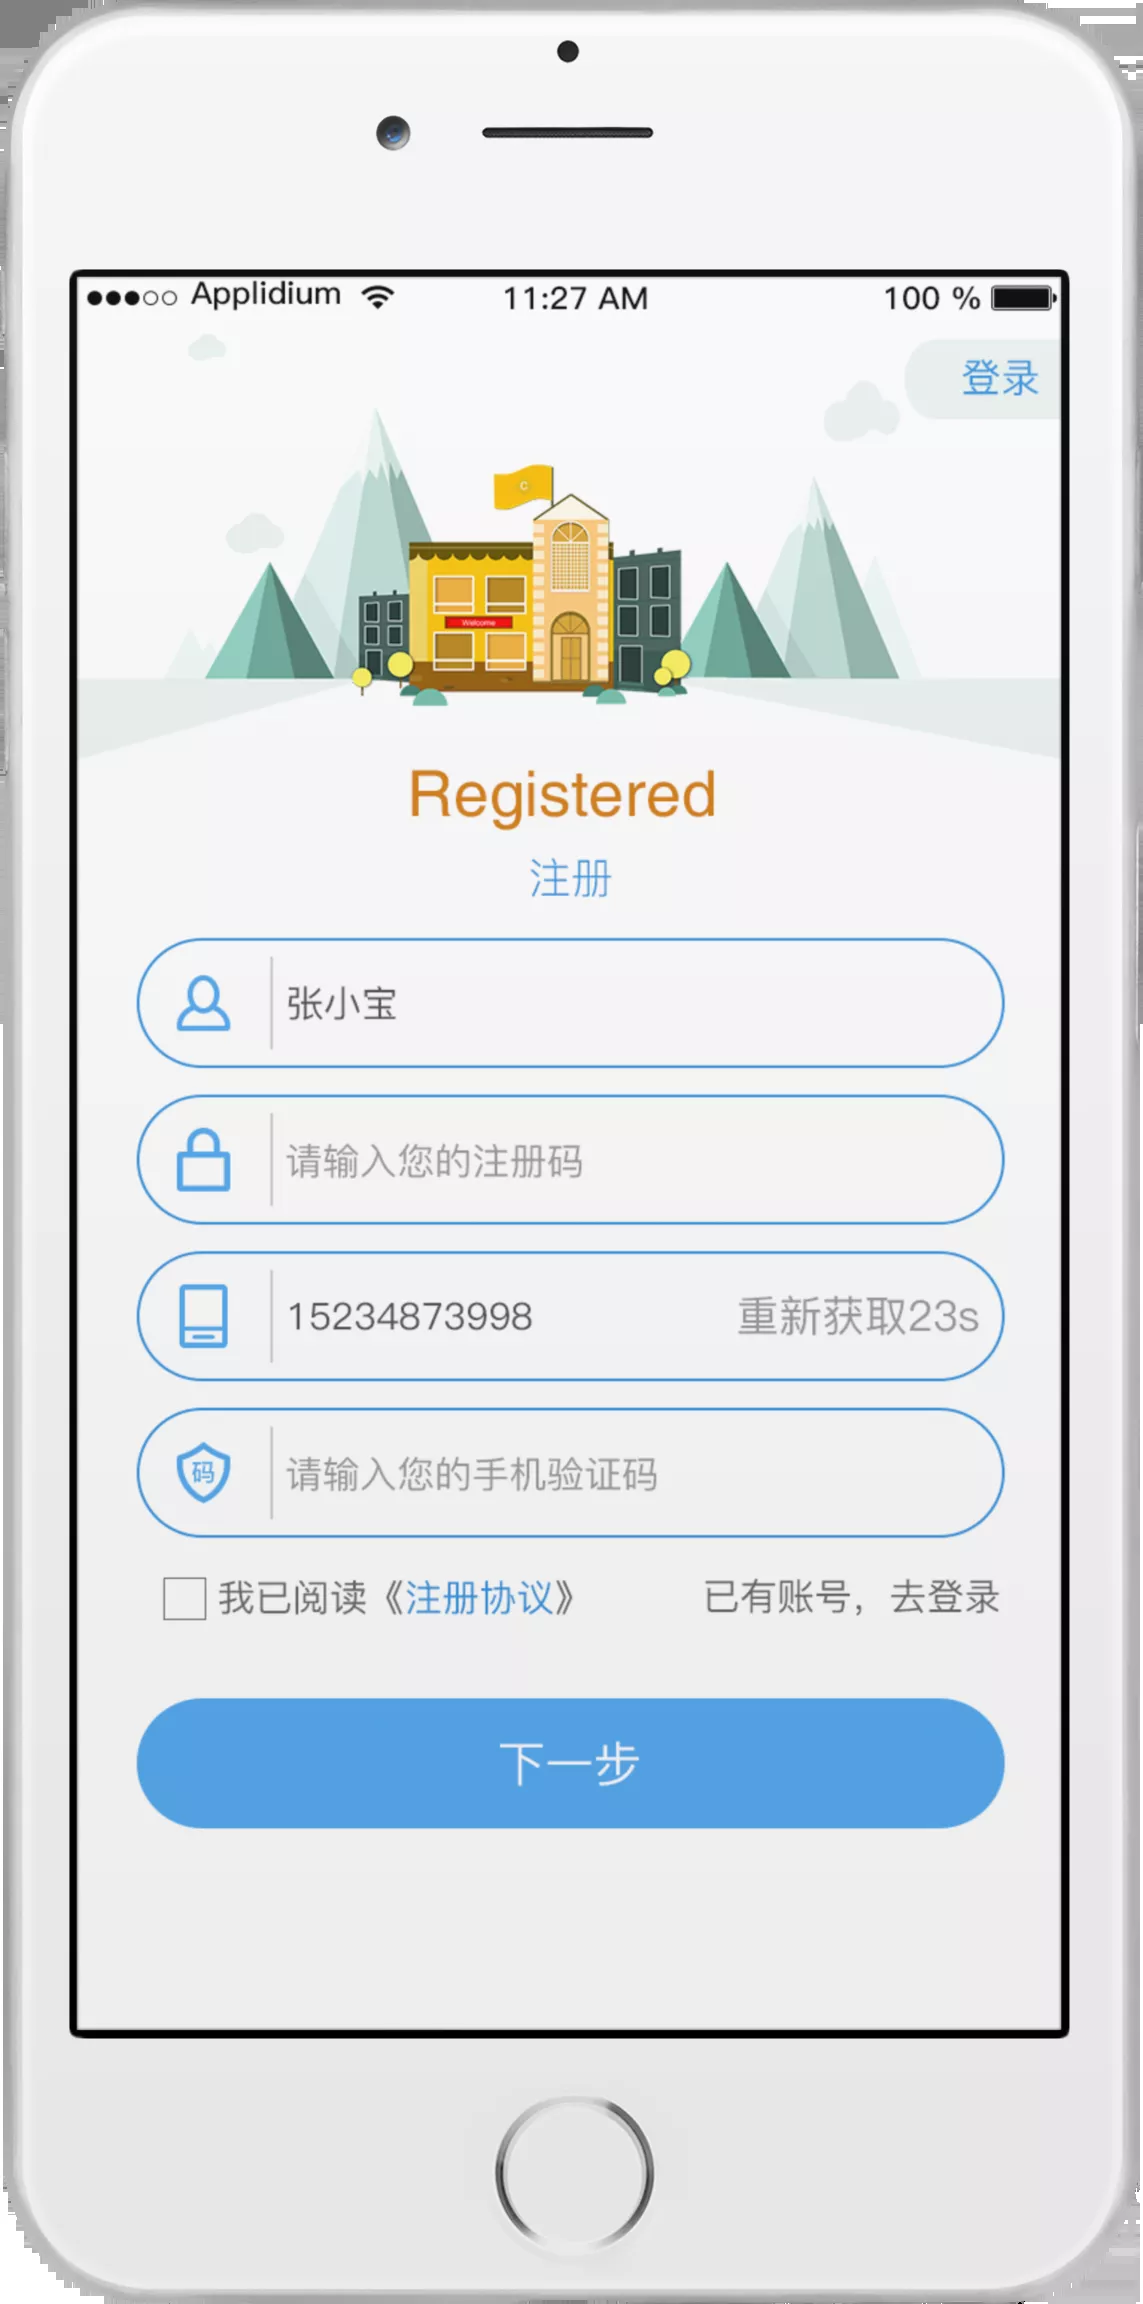 Applidium 11:27 AM 100 %
登录
C
Welcome
Registered
注册
张小宝
请输入您的注册码
15234873998 重新获取23s
码 请输入您的手机验证码
我已阅读《注册协议》 已有账号，去登录
下一步